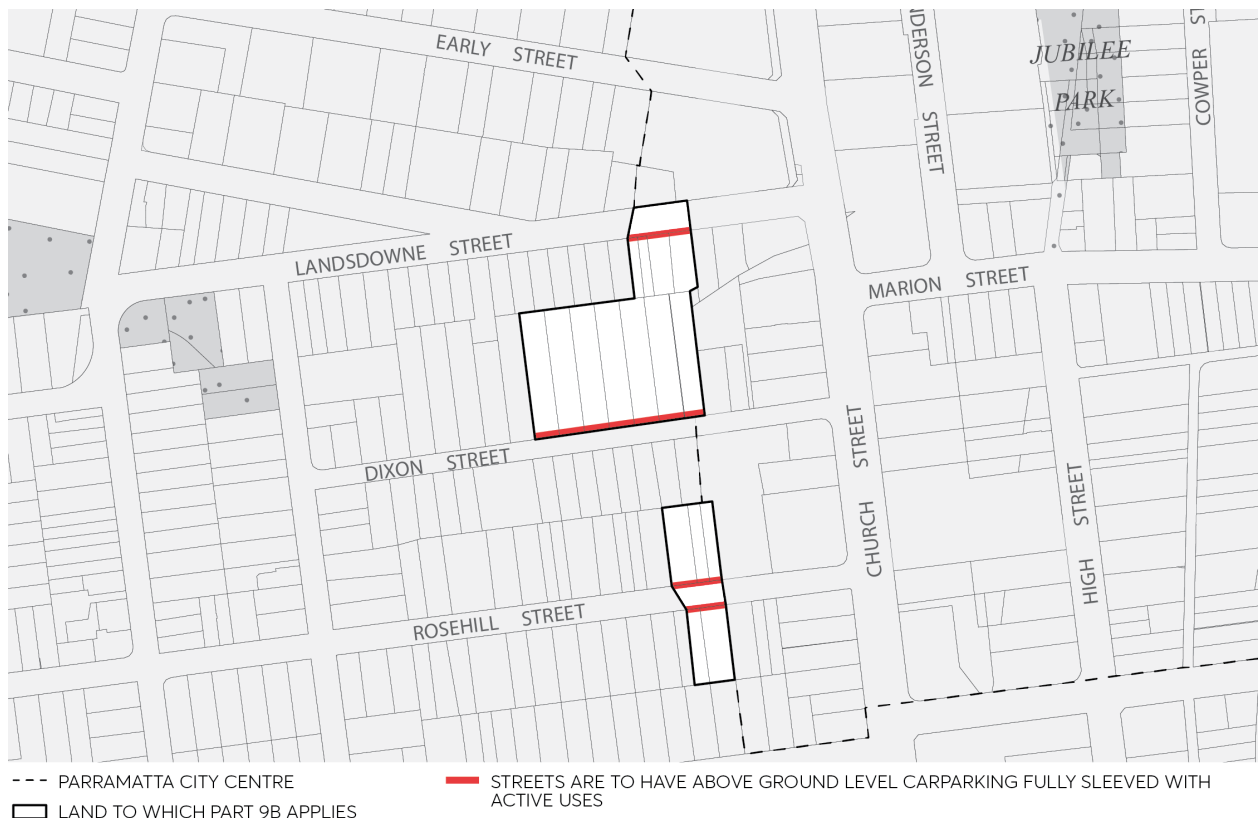 EARLY STREET
NDERSON STREET
JUBILEE
PARK
COWPER ST
LANDSDOWNE STREET
MARION STREET
DIXON STREET
CHURCH STREET
HIGH STREET
ROSEHILL STREET
PARRAMATTA CITY CENTRE
LAND TO WHICH PART 9B APPLIES
STREETS ARE TO HAVE ABOVE GROUND LEVEL CARPARKING FULLY SLEEVED WITH
ACTIVE USES